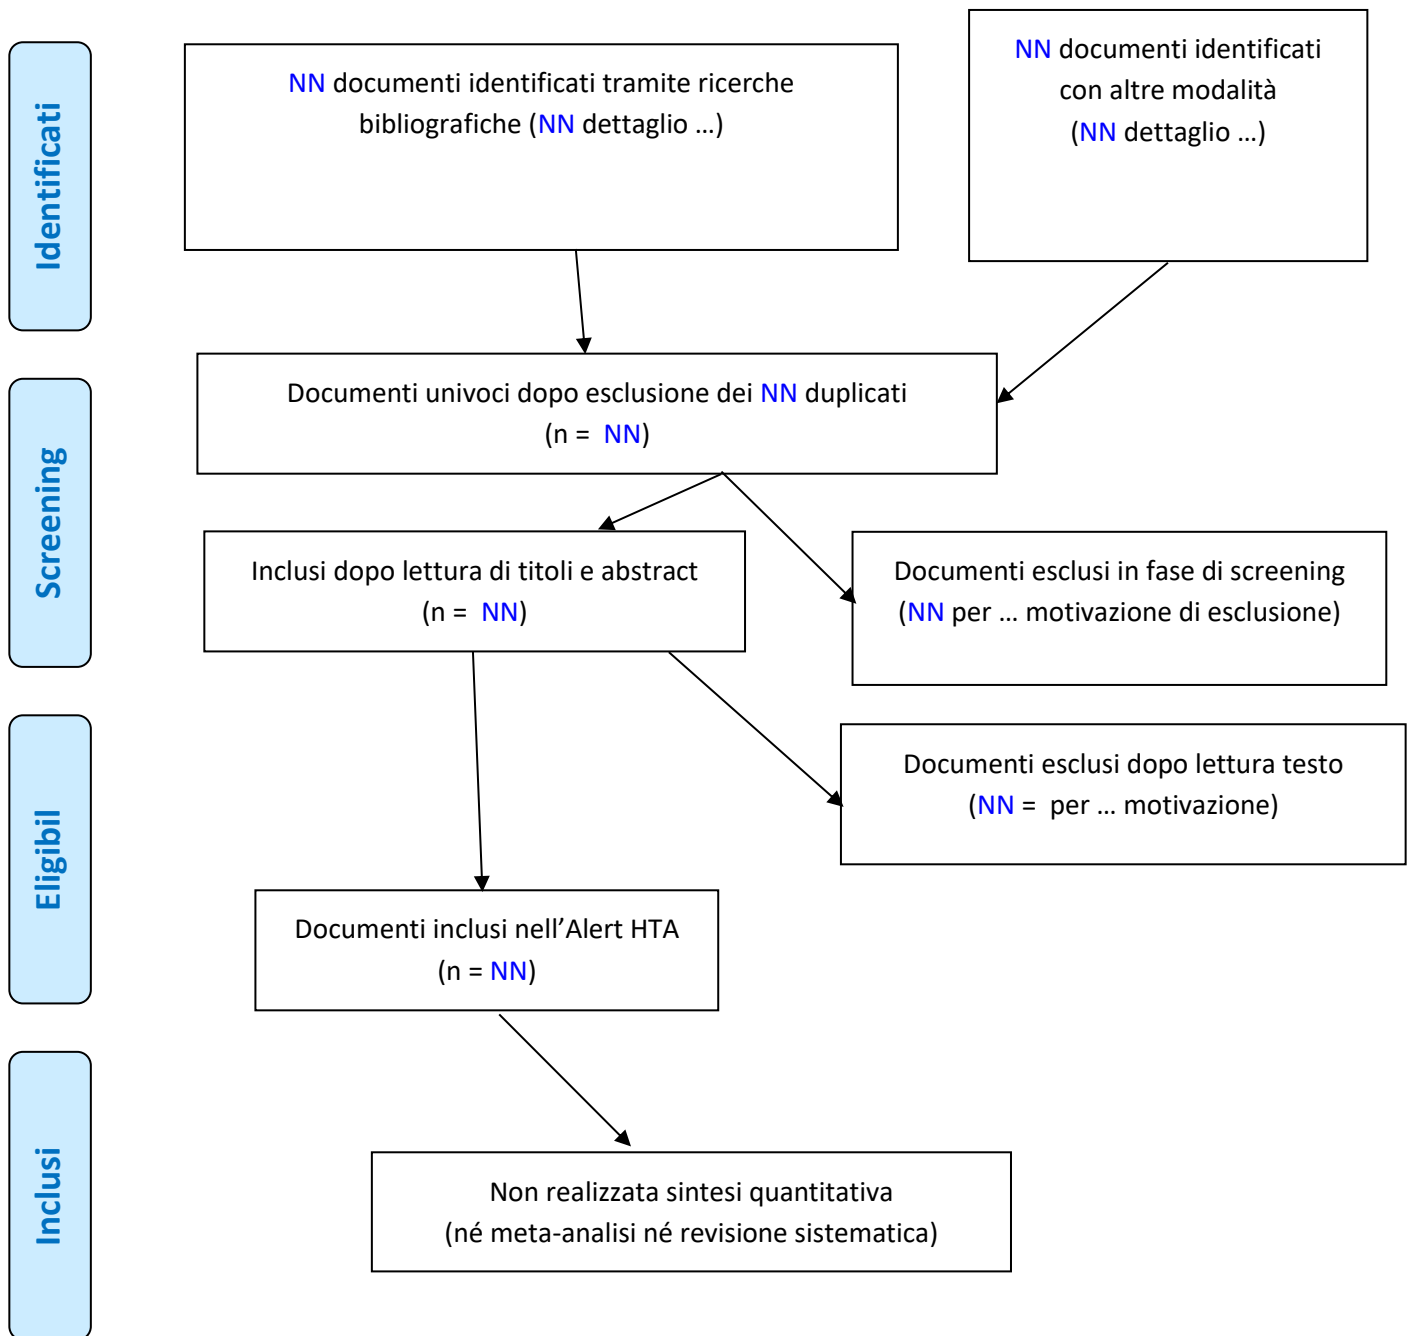 Identificati
NN documenti identificati tramite ricerche
bibliografiche (NN dettaglio …)
NN documenti identificati
con altre modalità
(NN dettaglio …)
Screening
Documenti univoci dopo esclusione dei NN duplicati
(n =  NN)
Inclusi dopo lettura di titoli e abstract
(n =  NN)
Documenti esclusi in fase di screening
(NN per … motivazione di esclusione)
Eligibil
Documenti esclusi dopo lettura testo
(NN =  per … motivazione)
Documenti inclusi nell’Alert HTA
(n = NN)
Inclusi
Non realizzata sintesi quantitativa
(né meta-analisi né revisione sistematica)